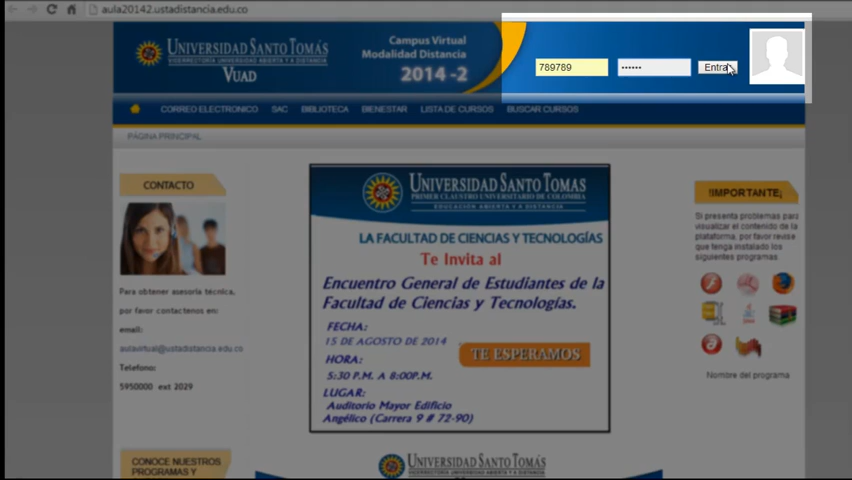 aula20142.ustadistancia.edu.co
UNIVERSIDAD SANTO TOMÁS
VICERRECTORÍA UNIVERSIDAD ABIERTA Y A DISTANCIA
VUAD
Campus Virtual
Modalidad Distancia
2014 -2
789789
••••••
Entrar
CORREO ELECTRONICO SAC BIBLIOTECA BIENESTAR LISTA DE CURSOS BUSCAR CURSOS
PÁGINA PRINCIPAL
CONTACTO
Para obtener asesoría técnica,
por favor contactenos en:
email:
aulavirtual@ustadistancia.edu.co
Telefono:
5950000 ext 2029
CONOCE NUESTROS
PROGRAMAS Y
UNIVERSIDAD SANTO TOMAS
PRIMER CLAUSTRO UNIVERSITARIO DE COLOMBIA
EDUCACIÓN ABIERTA Y A DISTANCIA
LA FACULTAD DE CIENCIAS Y TECNOLOGÍAS
Te Invita al
Encuentro General de Estudiantes de la
Facultad de Ciencias y Tecnologías.
FECHA:
15 DE AGOSTO DE 2014
TE ESPERAMOS
HORA:
5:30 P.M. A 8:00P.M.
LUGAR:
Auditorio Mayor Edificio
Angélico (Carrera 9 # 72-90)
UNIVERSIDAD SANTO TOMÁS
!IMPORTANTE¡
Si presenta problemas para
visualizar el contenido de la
plataforma, por favor revise
que tenga instalado los
siguientes programas.
Nombre del programa